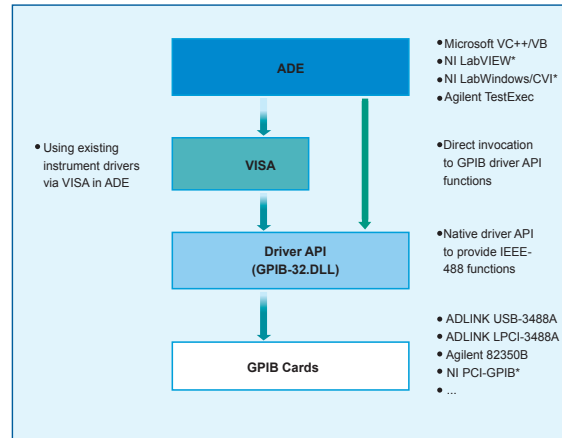 ADE
• Microsoft VC++/VB
• NI LabVIEW*
• NI LabWindows/CVI*
• Agilent TestExec
• Using existing
instrument drivers
via VISA in ADE
VISA
• Direct invocation
to GPIB driver API
functions
Driver API
(GPIB-32.DLL)
• Native driver API
to provide IEEE-
488 functions
GPIB Cards
• ADLINK USB-3488A
• ADLINK LPCI-3488A
• Agilent 82350B
• NI PCI-GPIB*
• ...